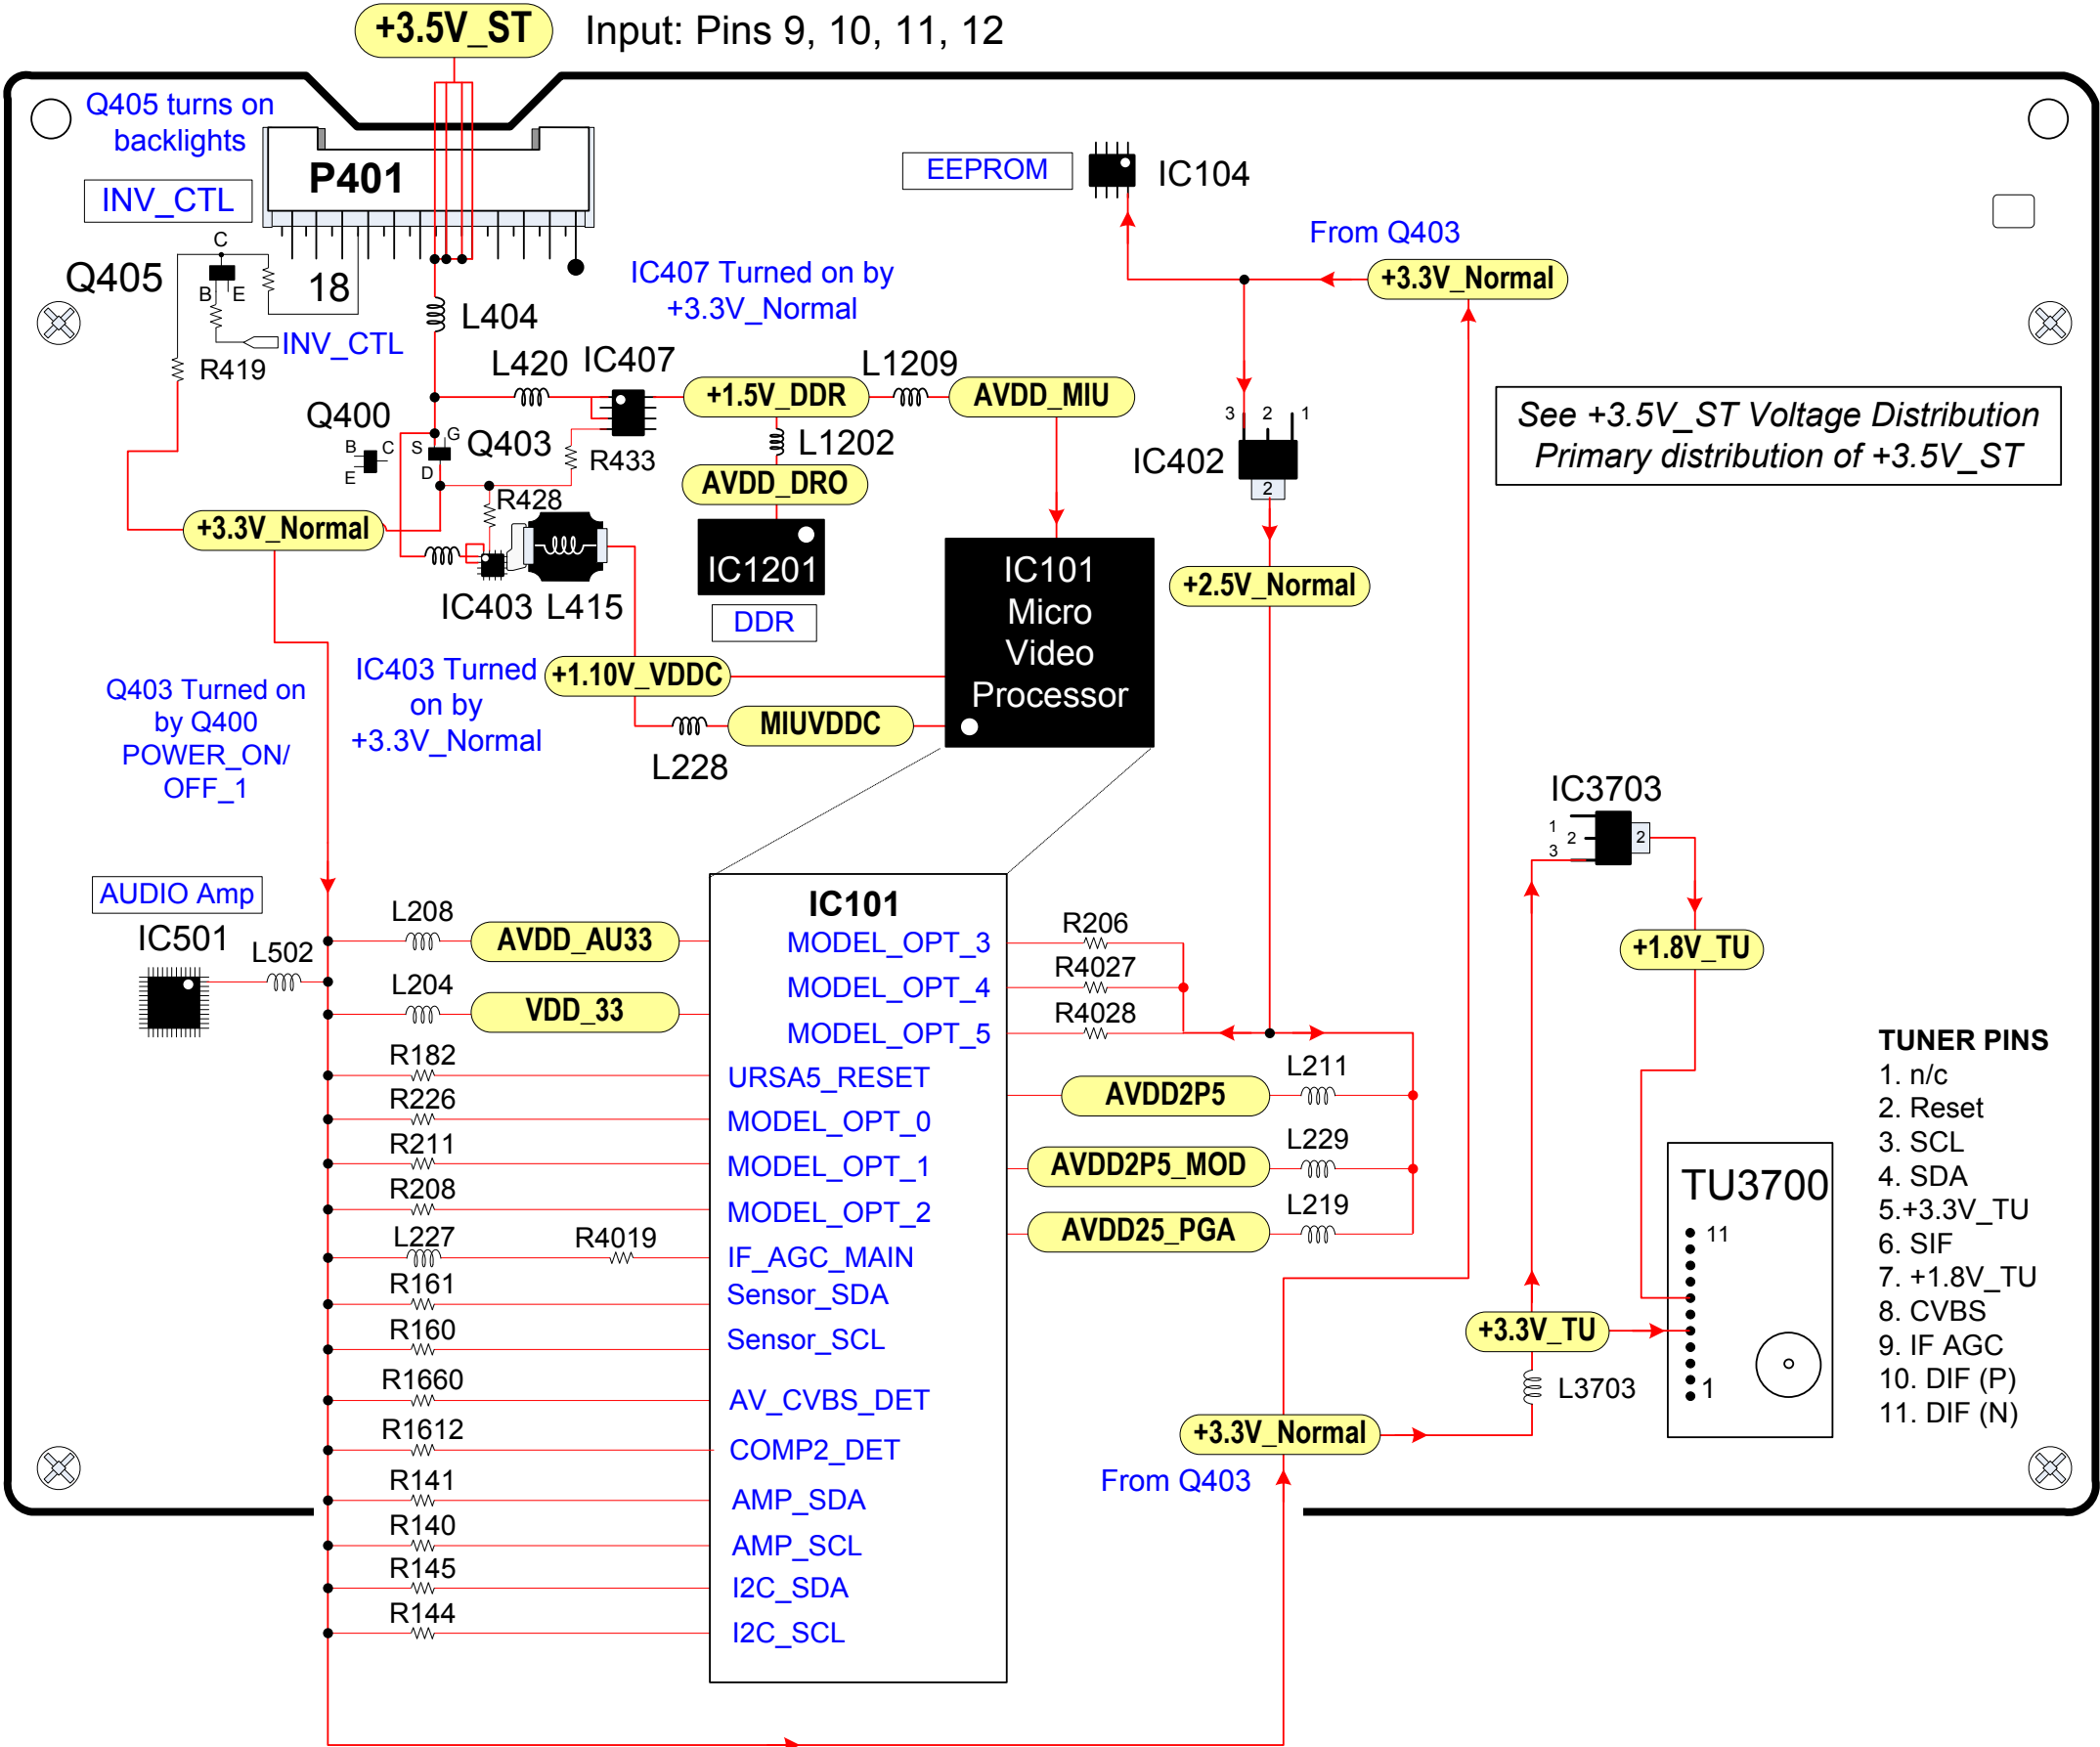 +3.5V_ST
Input: Pins 9, 10, 11, 12
Q405 turns on
backlights
P401
INV_CTL
C
Q405
B
E
18
INV_CTL
R419
L404
IC407 Turned on by
+3.3V_Normal
EEPROM
IC104
From Q403
+3.3V_Normal
L420
IC407
+1.5V_DDR
L1209
AVDD_MIU
Q400
B
C
E
S
G
D
Q403
R433
L1202
AVDD_DRO
R428
+3.3V_Normal
IC403
L415
IC1201
DDR
3
2
1
IC402
2
See +3.5V_ST Voltage Distribution
Primary distribution of +3.5V_ST
IC101
Micro
Video
Processor
+2.5V_Normal
Q403 Turned on
by Q400
POWER_ON/
OFF_1
IC403 Turned
on by
+3.3V_Normal
+1.10V_VDDC
MIUVDDC
L228
IC3703
1
2
3
2
+1.8V_TU
AUDIO Amp
IC501
L502
L208
AVDD_AU33
L204
VDD_33
R182
R226
R211
R208
L227
R4019
R161
R160
R1660
R1612
R141
R140
R145
R144
IC101
MODEL_OPT_3
MODEL_OPT_4
MODEL_OPT_5
URSA5_RESET
MODEL_OPT_0
MODEL_OPT_1
MODEL_OPT_2
IF_AGC_MAIN
Sensor_SDA
Sensor_SCL
AV_CVBS_DET
COMP2_DET
AMP_SDA
AMP_SCL
I2C_SDA
I2C_SCL
R206
R4027
R4028
AVDD2P5
L211
AVDD2P5_MOD
L229
AVDD25_PGA
L219
+3.3V_Normal
From Q403
+3.3V_TU
L3703
TU3700
11
1
TUNER PINS
1. n/c
2. Reset
3. SCL
4. SDA
5.+3.3V_TU
6. SIF
7. +1.8V_TU
8. CVBS
9. IF AGC
10. DIF (P)
11. DIF (N)